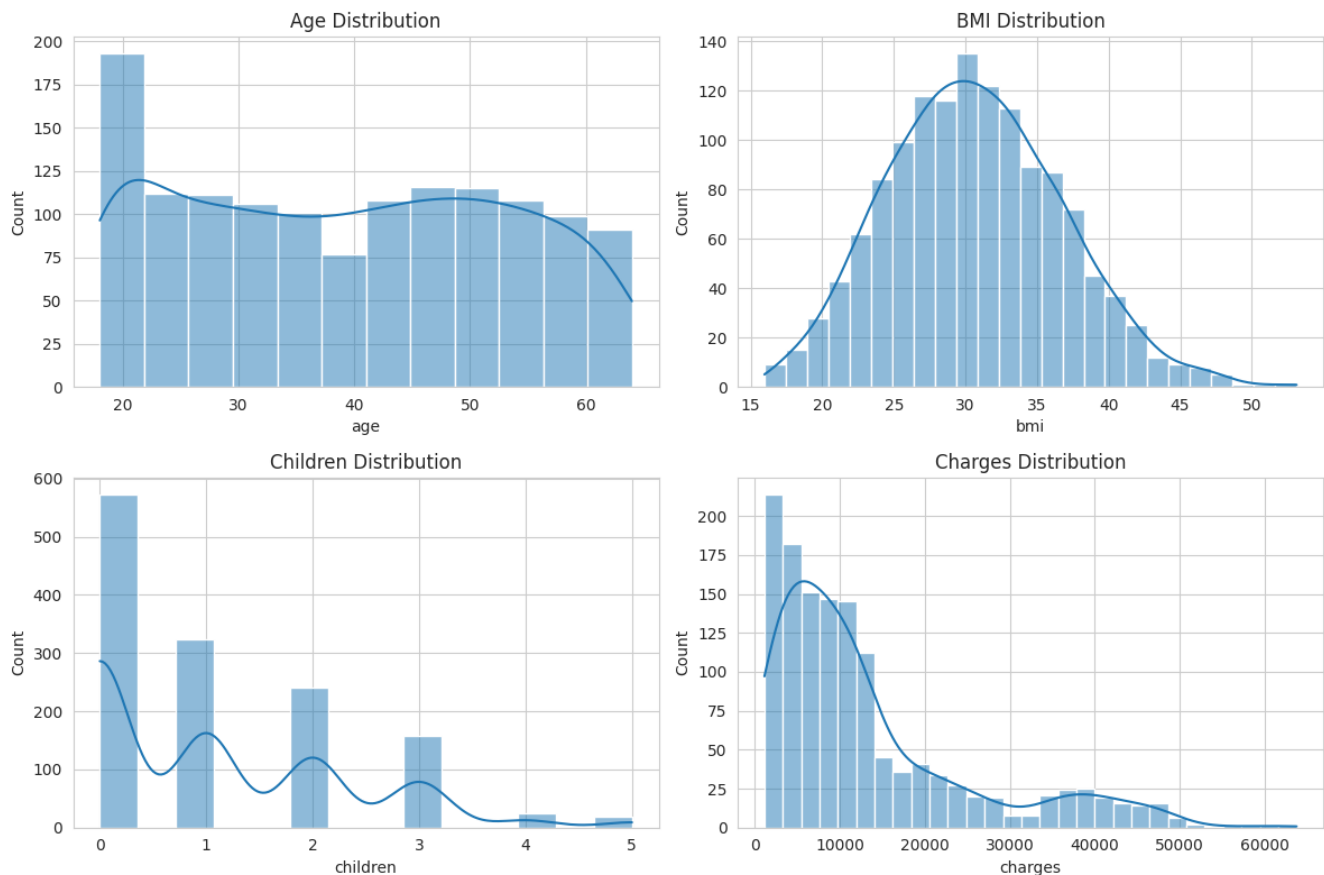 Age Distribution
200
175
150
125
100
75
50
25
0
Count
20 30 40 50 60
age
BMI Distribution
140
120
100
80
60
40
20
0
Count
15 20 25 30 35 40 45 50
bmi
Children Distribution
600
500
400
300
200
100
0
Count
0 1 2 3 4 5
children
Charges Distribution
200
175
150
125
100
75
50
25
0
Count
0 10000 20000 30000 40000 50000 60000
charges